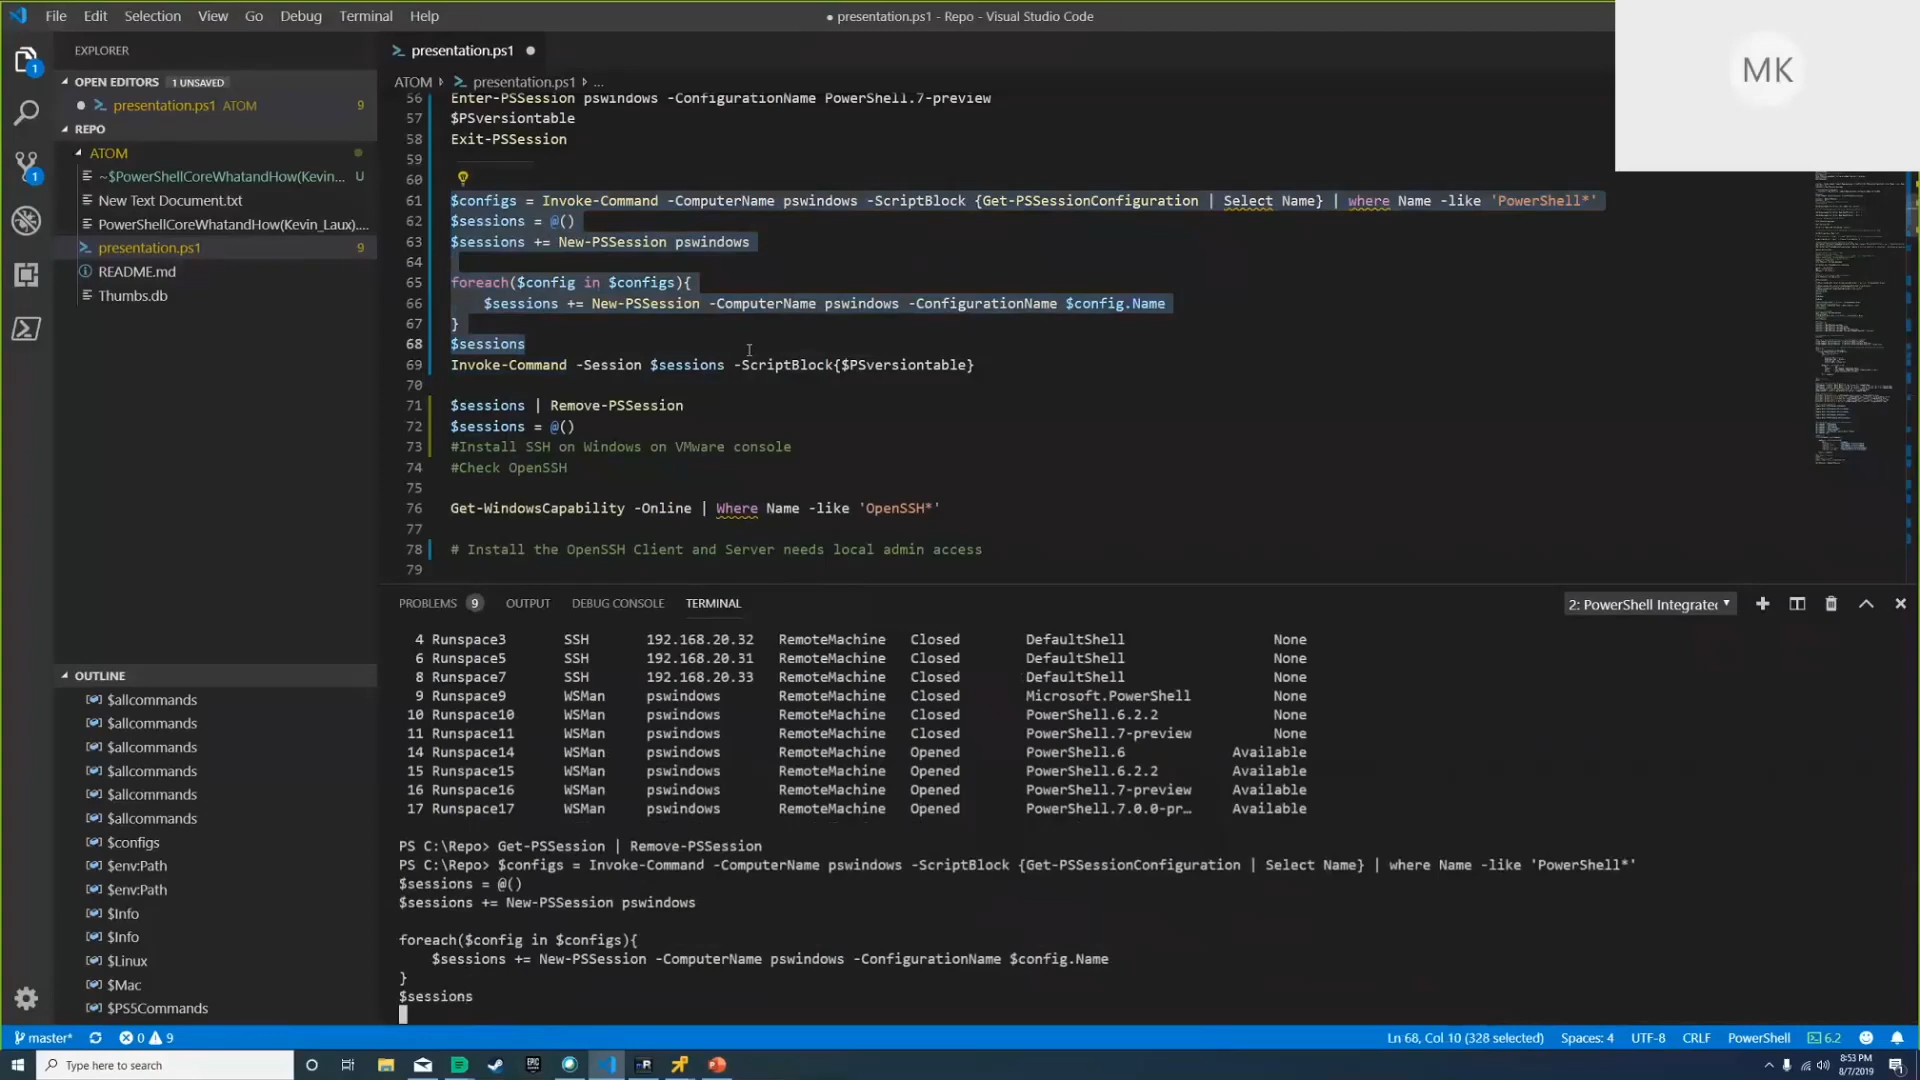 File Edit Selection View Go Debug Terminal Help
● presentation.ps1 - Repo - Visual Studio Code
MK
EXPLORER
OPEN EDITORS 1 UNSAVED
presentation.ps1 ATOM 9
REPO
ATOM
~$PowerShellCoreWhatandHow(Kevin... U
New Text Document.txt
PowerShellCoreWhatandHow(Kevin_Laux)....
presentation.ps1 9
README.md
Thumbs.db
1
1
OUTLINE
$allcommands
$allcommands
$allcommands
$allcommands
$allcommands
$allcommands
$configs
$env:Path
$env:Path
$Info
$Info
$Linux
$Mac
$PS5Commands
presentation.ps1
ATOM presentation.ps1 ...
56 Enter-PSSession pswindows -ConfigurationName PowerShell.7-preview
57 $PSversiontable
58 Exit-PSSession
59
60
61 $configs = Invoke-Command -ComputerName pswindows -ScriptBlock {Get-PSSessionConfiguration | Select Name} | where Name -like 'PowerShell*'
62 $sessions = @()
63 $sessions += New-PSSession pswindows
64
65 foreach($config in $configs){
66 $sessions += New-PSSession -ComputerName pswindows -ConfigurationName $config.Name
67 }
68 $sessions
69 Invoke-Command -Session $sessions -ScriptBlock{$PSversiontable}
70
71 $sessions | Remove-PSSession
72 $sessions = @()
73 #Install SSH on Windows on VMware console
74 #Check OpenSSH
75
76 Get-WindowsCapability -Online | Where Name -like 'OpenSSH*'
77
78 # Install the OpenSSH Client and Server needs local admin access
79
PROBLEMS 9 OUTPUT DEBUG CONSOLE TERMINAL
2: PowerShell Integrated
4 Runspace3 SSH 192.168.20.32 RemoteMachine Closed DefaultShell None
6 Runspace5 SSH 192.168.20.31 RemoteMachine Closed DefaultShell None
8 Runspace7 SSH 192.168.20.33 RemoteMachine Closed DefaultShell None
9 Runspace9 WSMan pswindows RemoteMachine Closed Microsoft.PowerShell None
10 Runspace10 WSMan pswindows RemoteMachine Closed PowerShell.6.2.2 None
11 Runspace11 WSMan pswindows RemoteMachine Closed PowerShell.7-preview None
14 Runspace14 WSMan pswindows RemoteMachine Opened PowerShell.6 Available
15 Runspace15 WSMan pswindows RemoteMachine Opened PowerShell.6.2.2 Available
16 Runspace16 WSMan pswindows RemoteMachine Opened PowerShell.7-preview Available
17 Runspace17 WSMan pswindows RemoteMachine Opened PowerShell.7.0.0-pr… Available
PS C:\Repo> Get-PSSession | Remove-PSSession
PS C:\Repo> $configs = Invoke-Command -ComputerName pswindows -ScriptBlock {Get-PSSessionConfiguration | Select Name} | where Name -like 'PowerShell*'
$sessions = @()
$sessions += New-PSSession pswindows
foreach($config in $configs){
$sessions += New-PSSession -ComputerName pswindows -ConfigurationName $config.Name
}
$sessions
master* 0 9
Ln 68, Col 10 (328 selected) Spaces: 4 UTF-8 CRLF PowerShell 6.2
Type here to search
8:53 PM
8/7/2019